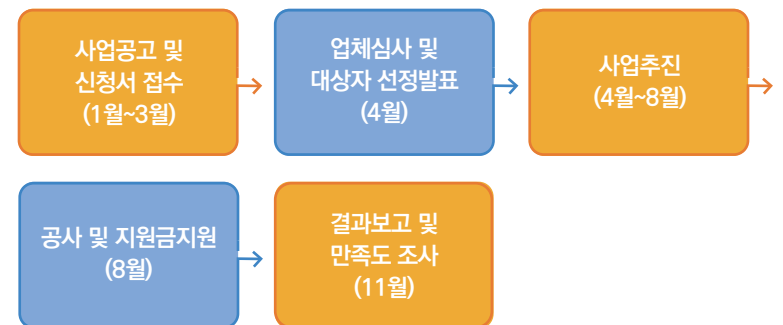 사업공고 및
신청서 접수
(1월~3월)
업체심사 및
대상자 선정발표
(4월)
사업추진
(4월~8월)
공사 및 지원금지원
(8월)
결과보고 및
만족도 조사
(11월)